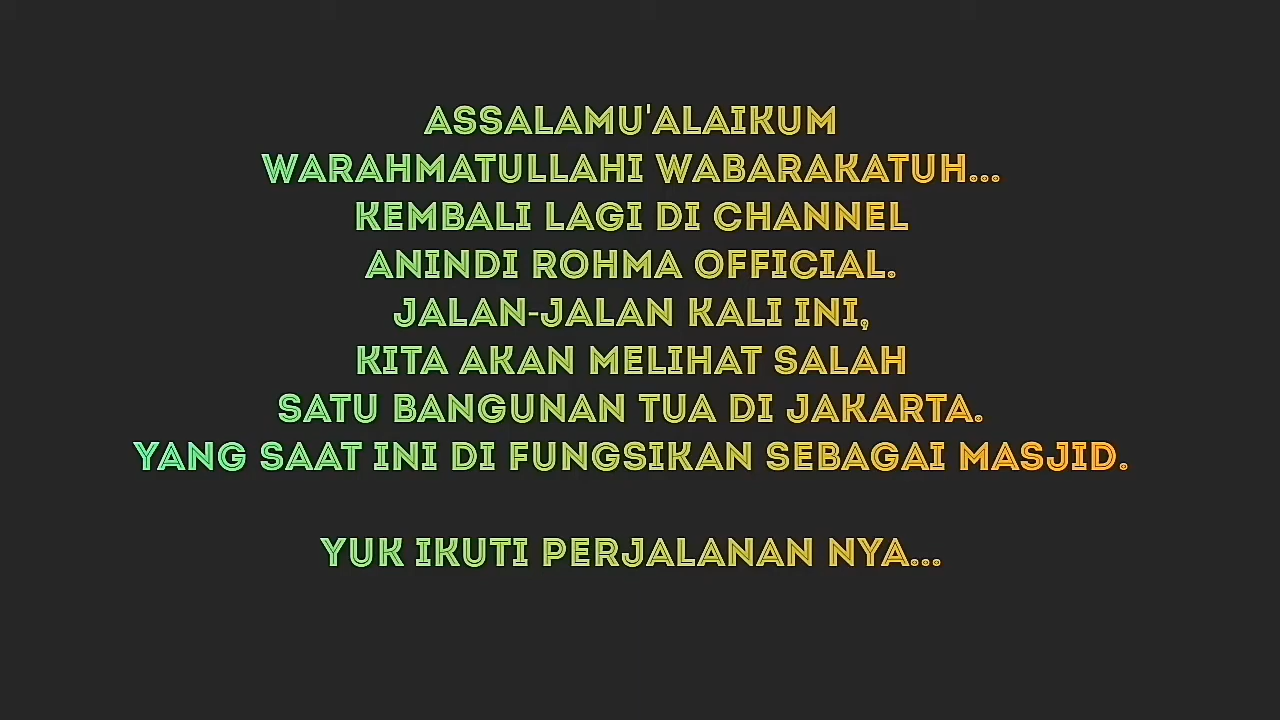 ASSALAMU'ALAIKUM
WARAHMATULLAHI WABARAKATUH...
KEMBALI LAGI DI CHANNEL
ANINDI ROHMA OFFICIAL.
JALAN-JALAN KALI INI,
KITA AKAN MELIHAT SALAH
SATU BANGUNAN TUA DI JAKARTA.
YANG SAAT INI DI FUNGSIKAN SEBAGAI MASJID.
YUK IKUTI PERJALANAN NYA...